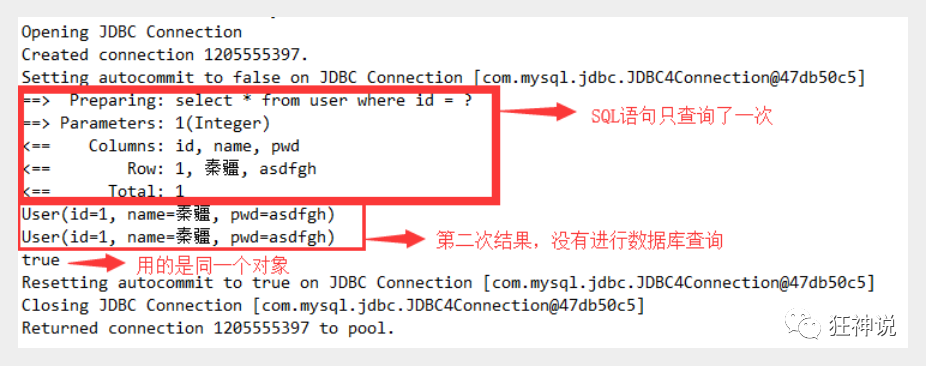 Opening JDBC Connection
Created connection 1205555397.
Setting autocommit to false on JDBC Connection [com.mysql.jdbc.JDBC4Connection@47db50c5]
==>  Preparing: select * from user where id = ?
==> Parameters: 1(Integer)
SQL语句只查询了一次
<==    Columns: id, name, pwd
<==        Row: 1, 秦疆, asdfgh
<==      Total: 1
User(id=1, name=秦疆, pwd=asdfgh)
User(id=1, name=秦疆, pwd=asdfgh)
第二次结果，没有进行数据库查询
true
用的是同一个对象
Resetting autocommit to true on JDBC Connection [com.mysql.jdbc.JDBC4Connection@47db50c5]
Closing JDBC Connection [com.mysql.jdbc.JDBC4Connection@47db50c5]
Returned connection 1205555397 to pool.
狂神说